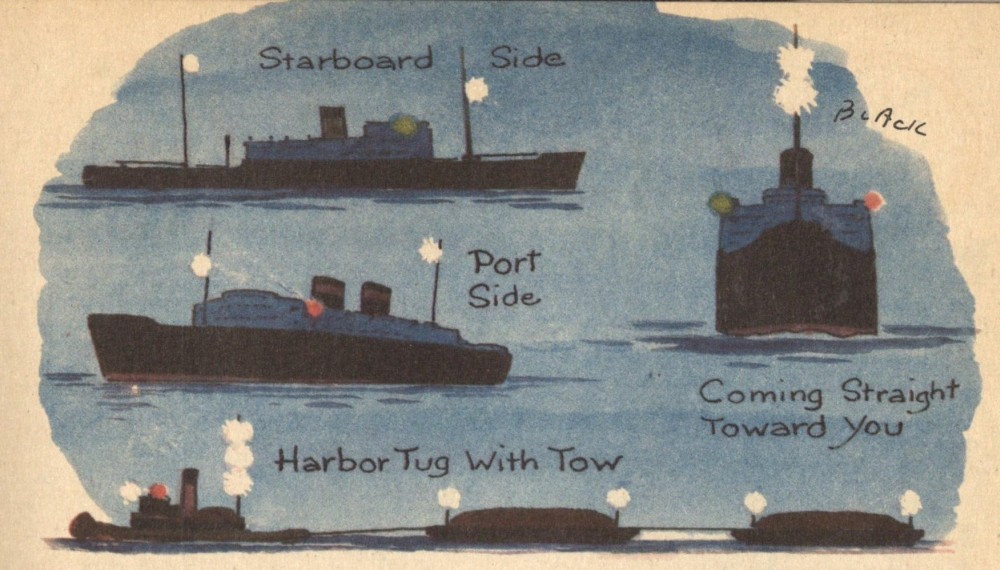 Starboard Side
BLACK
Port
Side
Coming Straight
Toward You
Harbor Tug With Tow